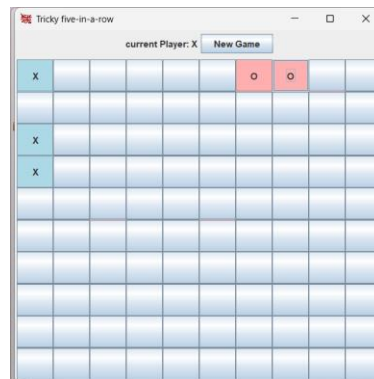 Tricky five-in-a-row
current Player: X New Game
X O O
X
X